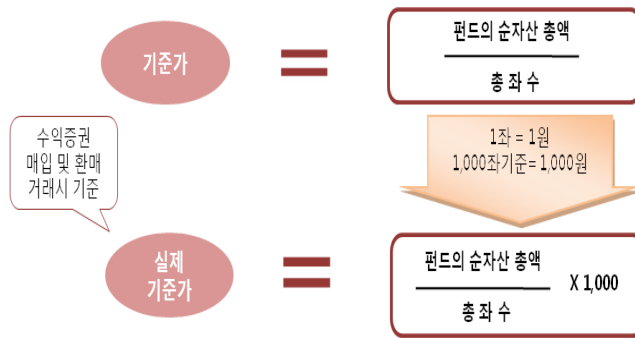 기준가
=
펀드의 순자산 총액
총 좌 수
수익증권
매입 및 환매
거래시 기준
1좌 = 1원
1,000좌기준= 1,000원
실제
기준가
=
펀드의 순자산 총액
X 1,000
총 좌 수